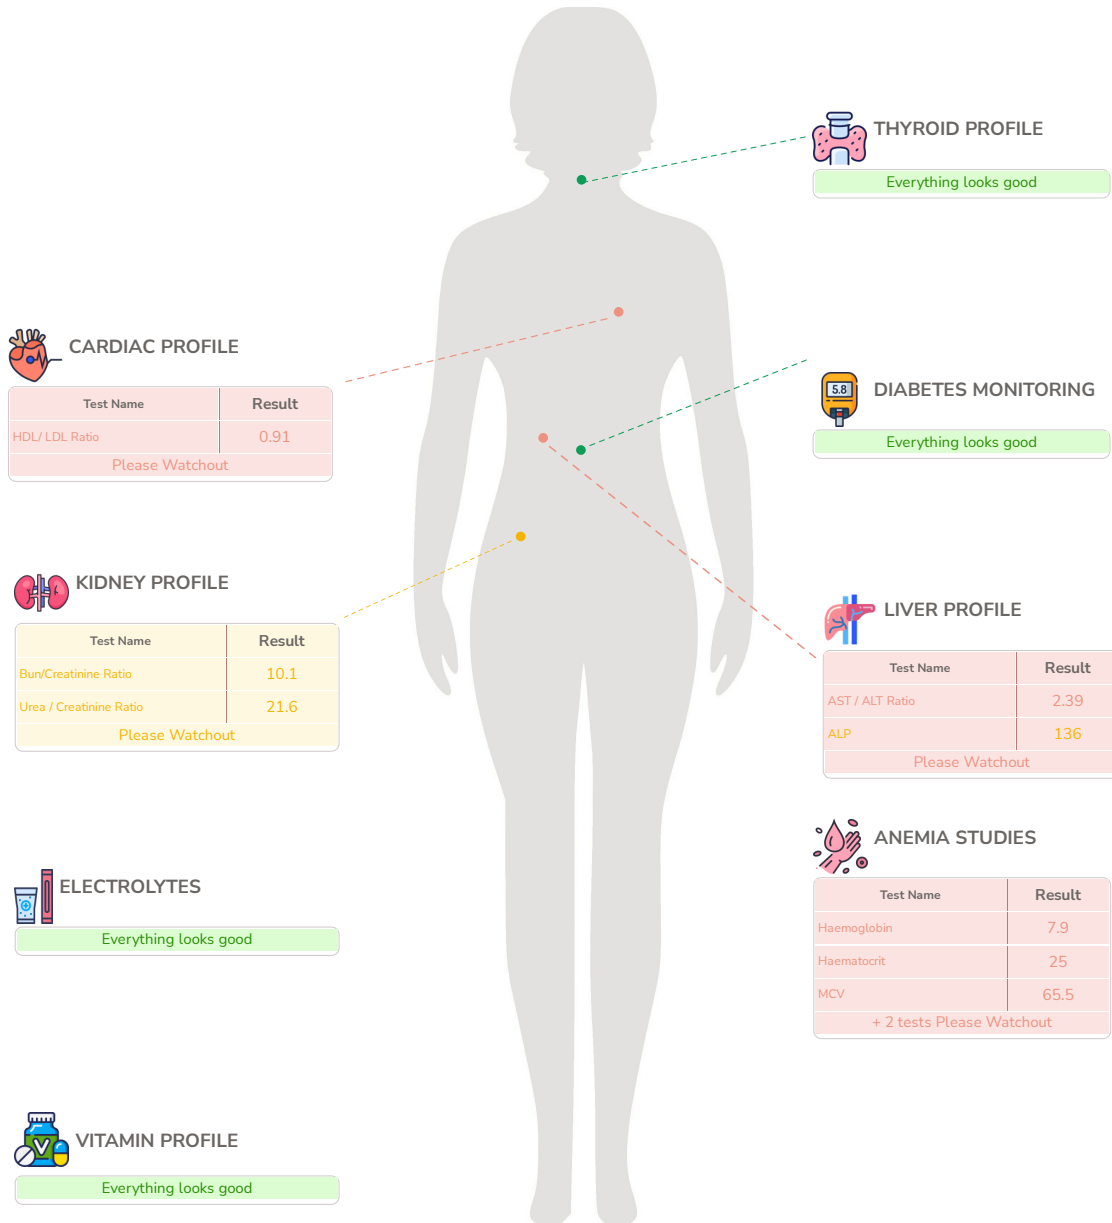 THYROID PROFILE
Everything looks good
CARDIAC PROFILE
Test Name Result
HDL/ LDL Ratio 0.91
Please Watchout
5.8
DIABETES MONITORING
Everything looks good
KIDNEY PROFILE
Test Name Result
Bun/Creatinine Ratio 10.1
Urea / Creatinine Ratio 21.6
Please Watchout
LIVER PROFILE
Test Name Result
AST / ALT Ratio 2.39
ALP 136
Please Watchout
ANEMIA STUDIES
Test Name Result
Haemoglobin 7.9
Haematocrit 25
MCV 65.5
+ 2 tests Please Watchout
ELECTROLYTES
Everything looks good
V
VITAMIN PROFILE
Everything looks good